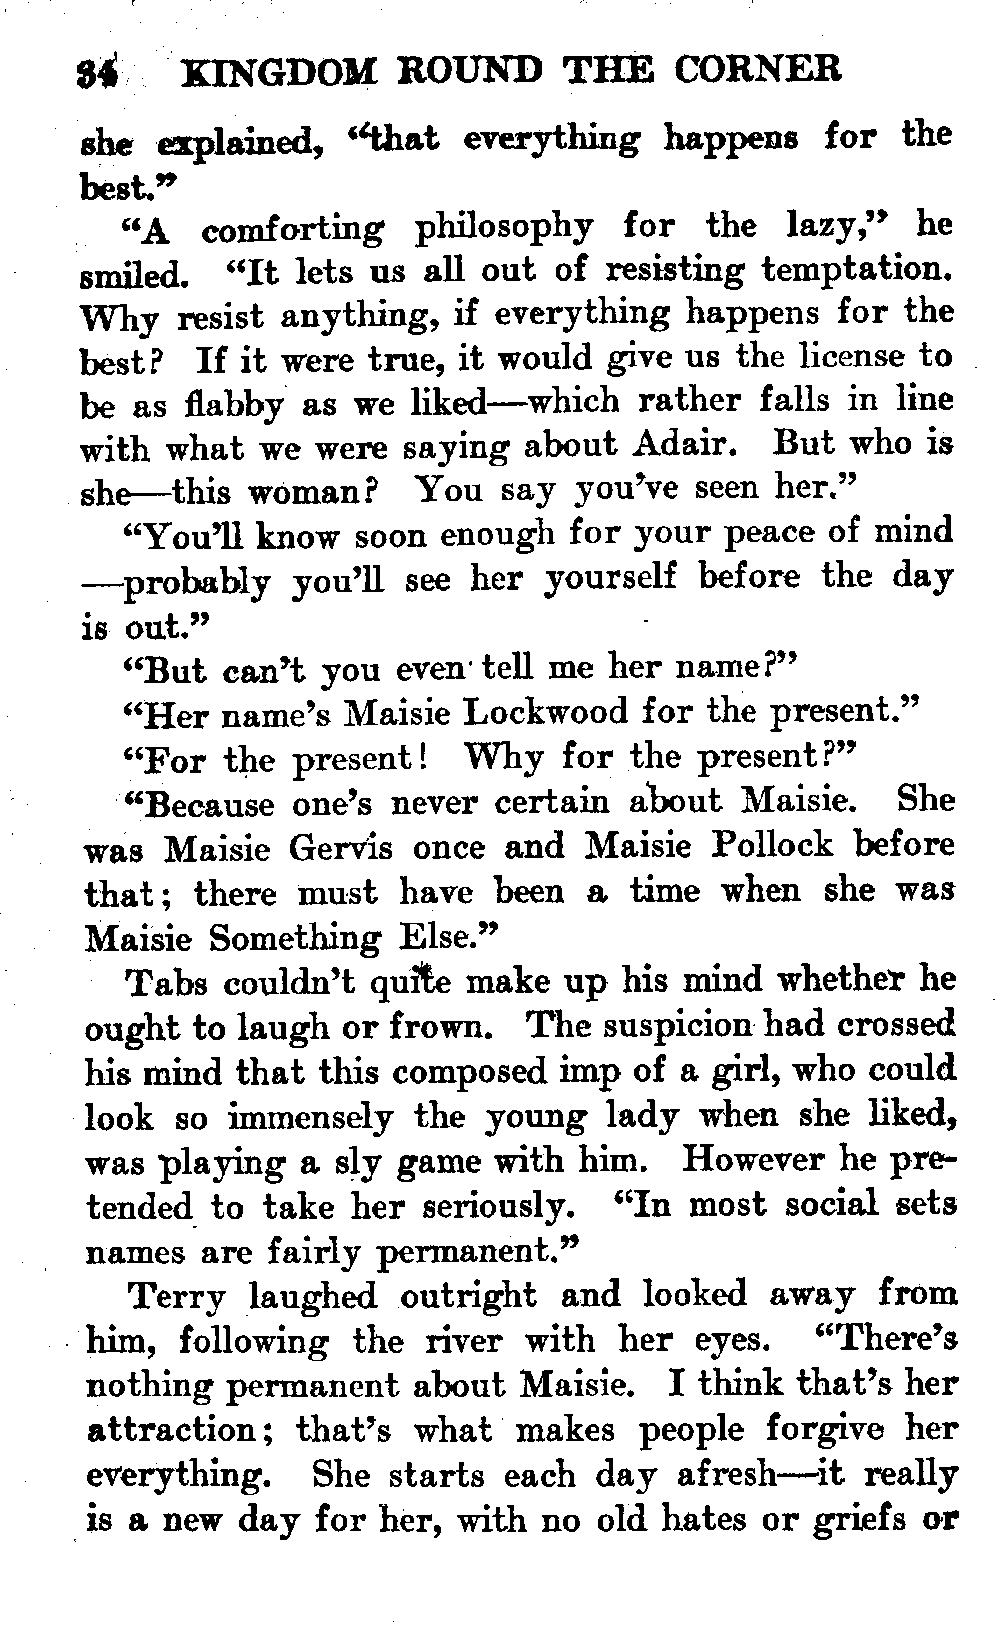 34 KINGDOM ROUND THE CORNER
she explained, "that everything happens for the
best."
"A comforting philosophy for the lazy," he
smiled. "It lets us all out of resisting temptation.
Why resist anything, if everything happens for the
best? If it were true, it would give us the license to
be as flabby as we liked—which rather falls in line
with what we were saying about Adair. But who is
she—this woman? You say you've seen her."
"You'll know soon enough for your peace of mind
—probably you'll see her yourself before the day
is out."
"But can't you even tell me her name?"
"Her name's Maisie Lockwood for the present."
"For the present! Why for the present?"
"Because one's never certain about Maisie. She
was Maisie Gervis once and Maisie Pollock before
that; there must have been a time when she was
Maisie Something Else."
Tabs couldn't quite make up his mind whether he
ought to laugh or frown. The suspicion had crossed
his mind that this composed imp of a girl, who could
look so immensely the young lady when she liked,
was playing a sly game with him. However he pre-
tended to take her seriously. "In most social sets
names are fairly permanent."
Terry laughed outright and looked away from
him, following the river with her eyes. "There's
nothing permanent about Maisie. I think that's her
attraction; that's what makes people forgive her
everything. She starts each day afresh—it really
is a new day for her, with no old hates or griefs or